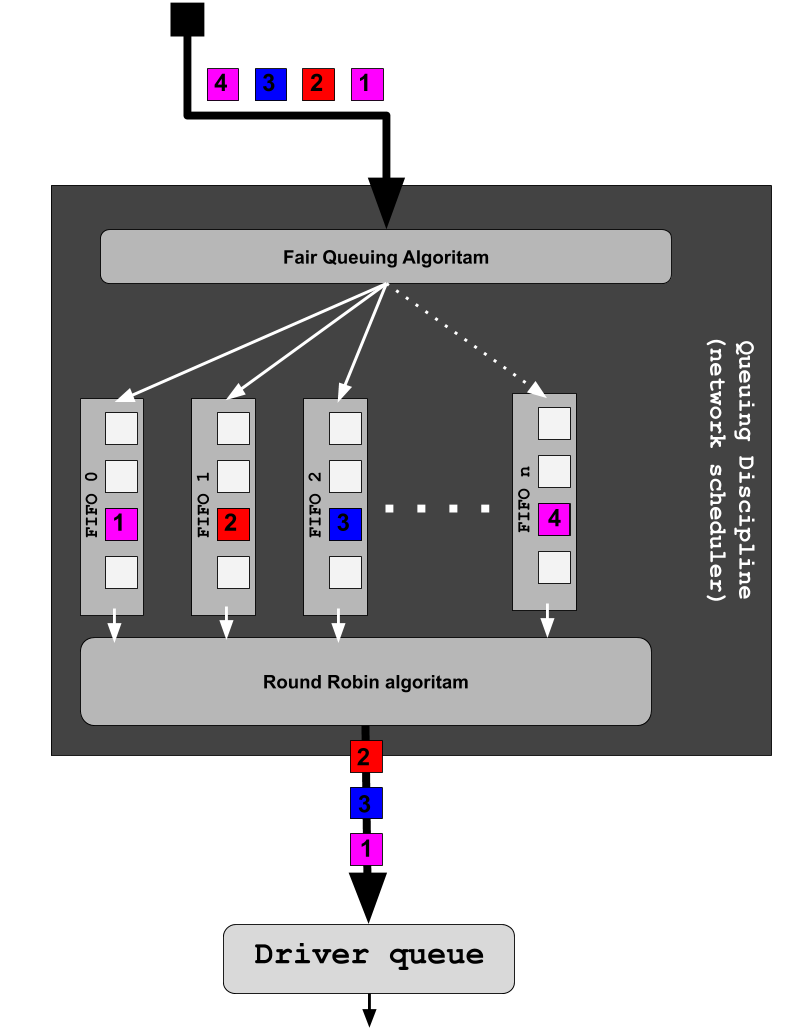 4 3 2 1
Fair Queuing Algoritam
Queuing Discipline
(network scheduler)
FIFO 0
1
FIFO 1
2
FIFO 2
3
FIFO n
4
Round Robin algoritam
2
3
1
Driver queue